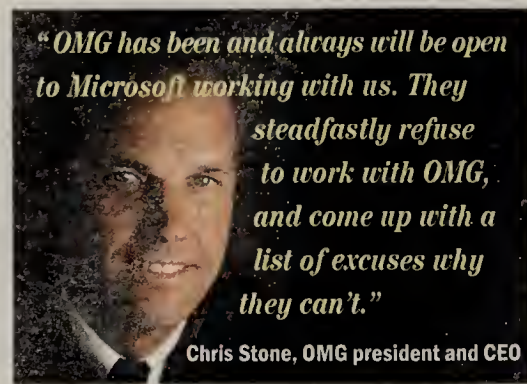 “OMG has been and always will be open
to Microsoft working with us. They
steadfastly refuse
to work with OMG,
and come up with a
list of excuses why
they can’t.”
Chris Stone, OMG president and CEO